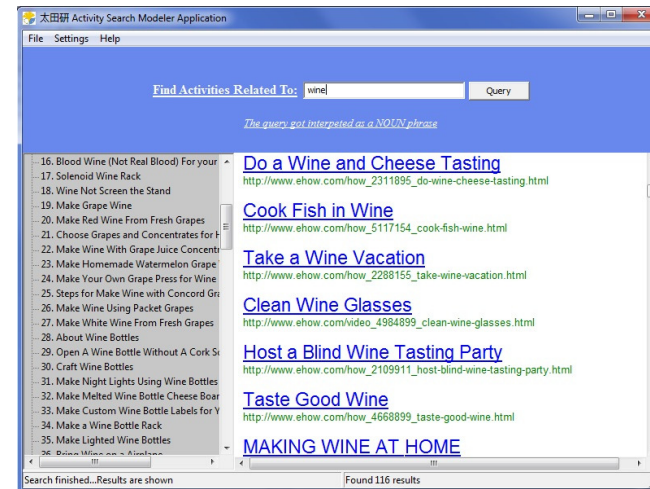 太田研 Activity Search Modeler Application
File Settings Help
Find Activities Related To: wine Query
The query got interpeted as a NOUN phrase
16. Blood Wine (Not Real Blood) For your
17. Solenoid Wine Rack
18. Wine Not Screen the Stand
19. Make Grape Wine
20. Make Red Wine From Fresh Grapes
21. Choose Grapes and Concentrates for H
22. Make Wine With Grape Juice Concentr
23. Make Homemade Watermelon Grape
24. Make Your Own Grape Press for Wine
25. Steps for Make Wine with Concord Gra
26. Make Wine Using Packet Grapes
27. Make White Wine From Fresh Grapes
28. About Wine Bottles
29. Open A Wine Bottle Without A Cork Sc
30. Craft Wine Bottles
31. Make Night Lights Using Wine Bottles
32. Make Melted Wine Bottle Cheese Boar
33. Make Custom Wine Bottle Labels for Y
34. Make a Wine Bottle Rack
35. Make Lighted Wine Bottles
36. Bring Wine on a Airplane
Do a Wine and Cheese Tasting
http://www.ehow.com/how_2311895_do-wine-cheese-tasting.html
Cook Fish in Wine
http://www.ehow.com/how_5117154_cook-fish-wine.html
Take a Wine Vacation
http://www.ehow.com/how_2288155_take-wine-vacation.html
Clean Wine Glasses
http://www.ehow.com/video_4984899_clean-wine-glasses.html
Host a Blind Wine Tasting Party
http://www.ehow.com/how_2109911_host-blind-wine-tasting-party.html
Taste Good Wine
http://www.ehow.com/how_4668899_taste-good-wine.html
MAKING WINE AT HOME
Search finished...Results are shown
Found 116 results